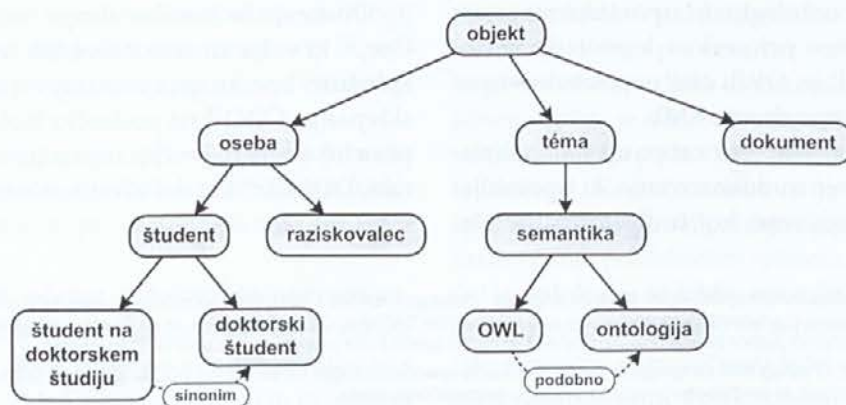 objekt
oseba
téma
dokument
študent
raziskovalec
semantika
študent na
doktorskem
študiju
doktorski
študent
OWL
ontologija
sinonim
podobno